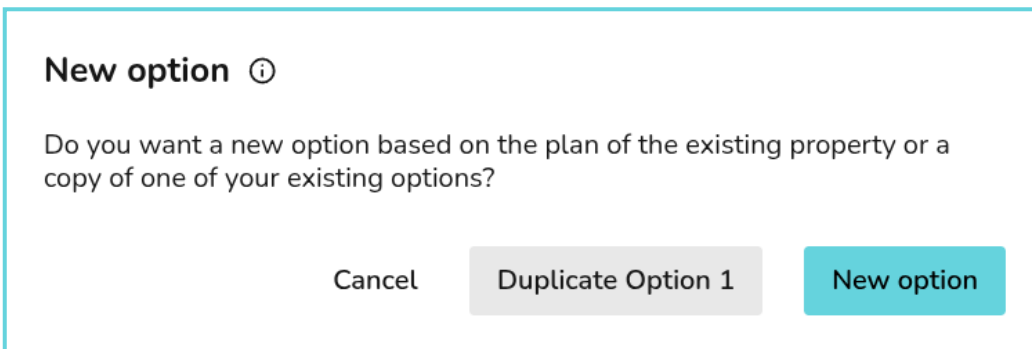 New option
Do you want a new option based on the plan of the existing property or a
copy of one of your existing options?
Cancel
Duplicate Option 1
New option